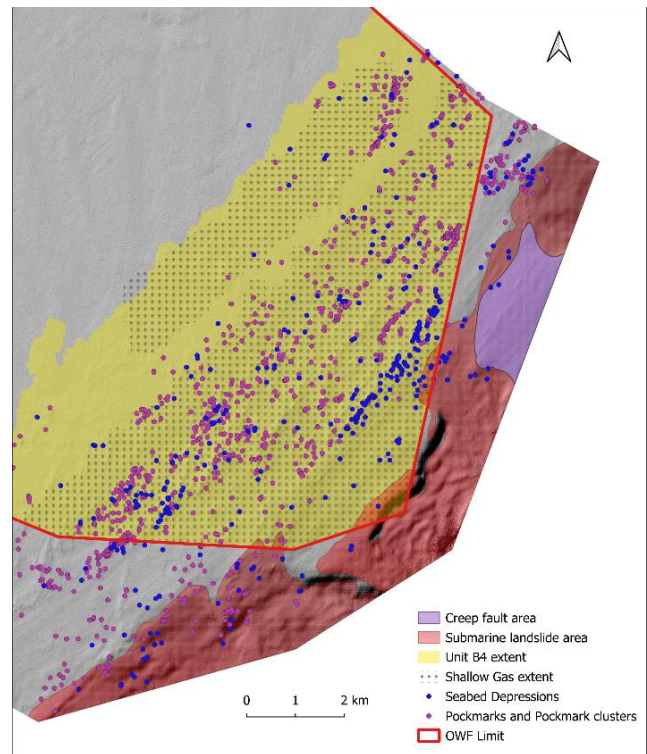 Creep fault area
Submarine landslide area
Unit B4 extent
Shallow Gas extent
Seabed Depressions
Pockmarks and Pockmark clusters
OWF Limit
0 1 2 km